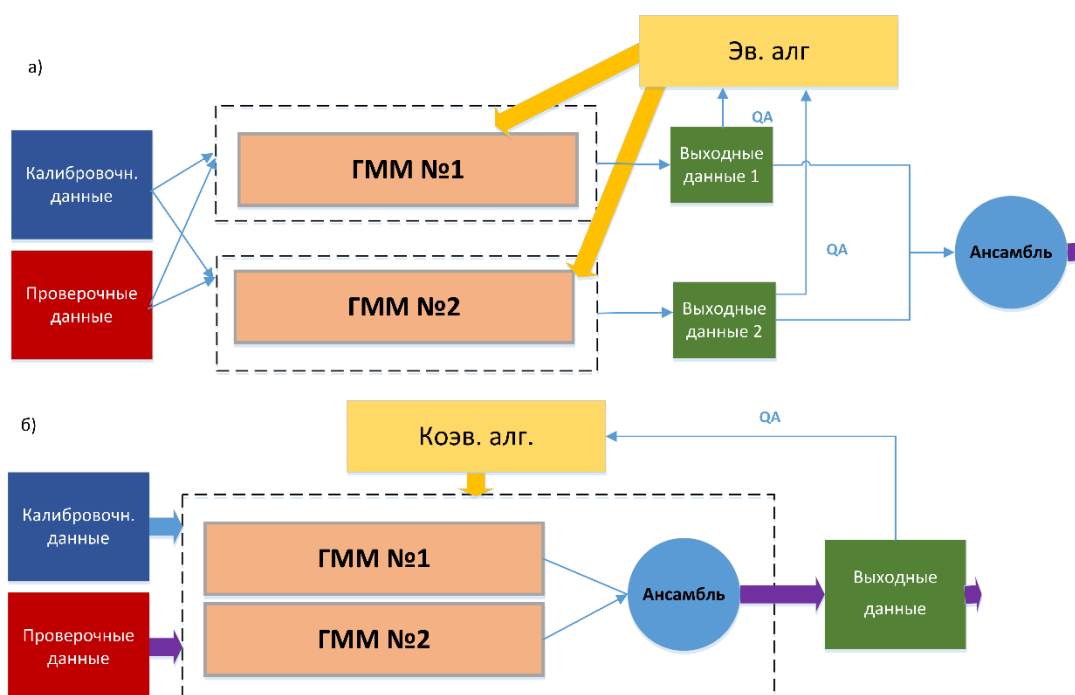 а)
Эв. алг
Калибровочн.
данные
Проверочные
данные
ГММ №1
ГММ №2
QA
Выходные
данные 1
QA
Выходные
данные 2
Ансамбль
б)
Коэв. алг.
QA
Калибровочн.
данные
Проверочные
данные
ГММ №1
ГММ №2
Ансамбль
Выходные
данные